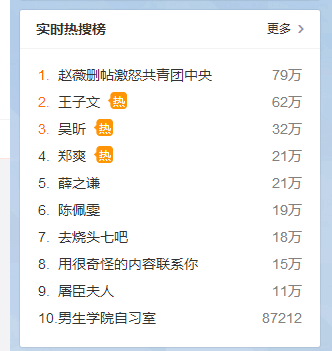 实时热搜榜 更多
1. 赵薇删帖激怒共青团中央 79万
2. 王子文 热 62万
3. 吴昕 热 32万
4. 郑爽 热 21万
5. 薛之谦 21万
6. 陈佩雯 19万
7. 去烧头七吧 18万
8. 用很奇怪的内容联系你 15万
9. 屠臣夫人 11万
10.男生学院自习室 87212